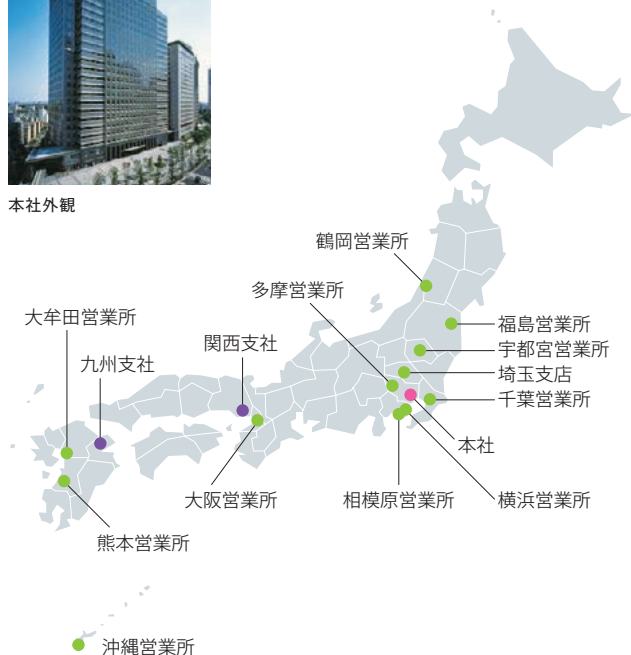 本社外観
鶴岡営業所
多摩営業所
大牟田営業所
福島営業所
関西支社
宇都宮営業所
九州支社
埼玉支店
千葉営業所
本社
大阪営業所
相模原営業所
横浜営業所
熊本営業所
沖縄営業所